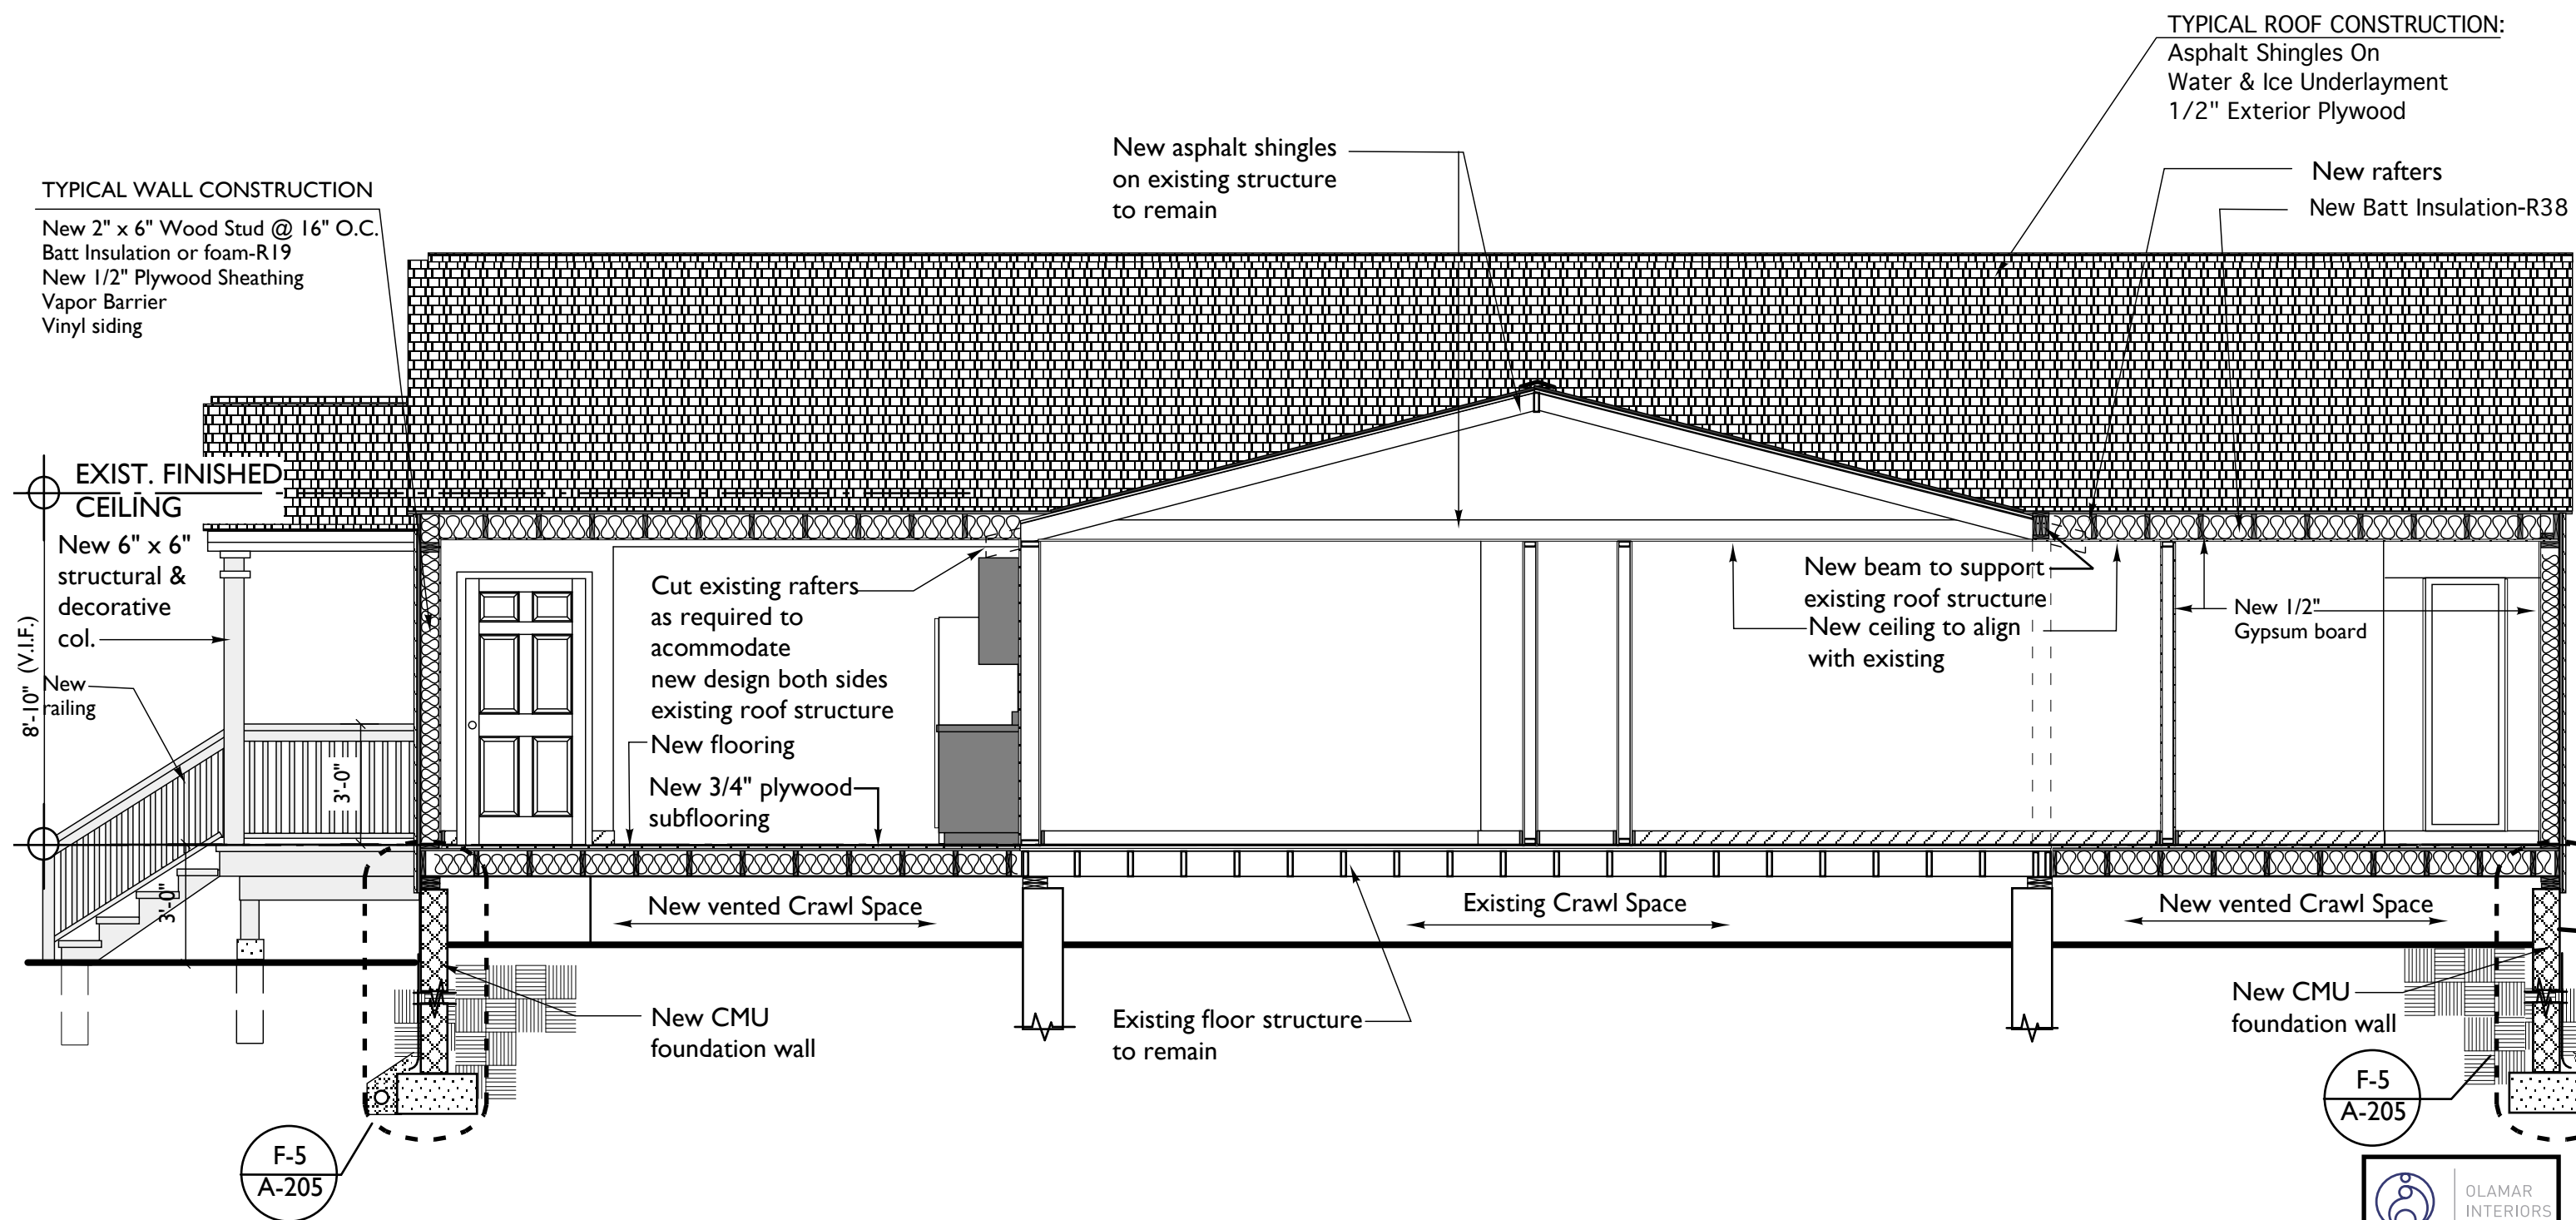 TYPICAL ROOF CONSTRUCTION:
Asphalt Shingles On
Water & Ice Underlayment
1/2" Exterior Plywood
New rafters
New Batt Insulation-R38
New asphalt shingles
on existing structure
to remain
TYPICAL WALL CONSTRUCTION
New 2" x 6" Wood Stud @ 16" O.C.
Batt Insulation or foam-R19
New 1/2" Plywood Sheathing
Vapor Barrier
Vinyl siding
EXIST. FINISHED
CEILING
New 6" x 6"
structural &
decorative
col.
8'-10" (V.I.F.)
New
railing
3'-0"
3'-0"
Cut existing rafters
as required to
acommodate
new design both sides
existing roof structure
New flooring
New 3/4" plywood
subflooring
New beam to support
existing roof structure
New ceiling to align
with existing
New 1/2"
Gypsum board
New vented Crawl Space
Existing Crawl Space
New vented Crawl Space
New CMU
foundation wall
Existing floor structure
to remain
New CMU
foundation wall
F-5
A-205
F-5
A-205
OLAMAR
INTERIORS